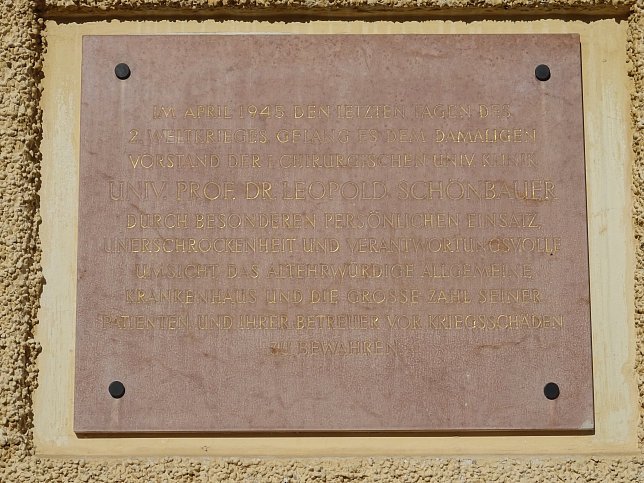 IM APRIL 1945 DEN LETZTEN TAGEN DES
2. WELTKRIEGES, GELANG ES DEM DAMALIGEN
VORSTAND DER I. CHIRURGISCHEN UNIV. KLINIK
UNIV. PROF. DR. LEOPOLD SCHÖNBAUER
DURCH BESONDEREN PERSÖNLICHEN EINSATZ,
UNERSCHROCKENHEIT UND VERANTWORTUNGSVOLLE
UMSICHT DAS ALTEHRWÜRDIGE ALLGEMEINE
KRANKENHAUS UND DIE GROSSE ZAHL SEINER
PATIENTEN UND IHRER BETREUER VOR KRIEGSSCHÄDEN
ZU BEWAHREN